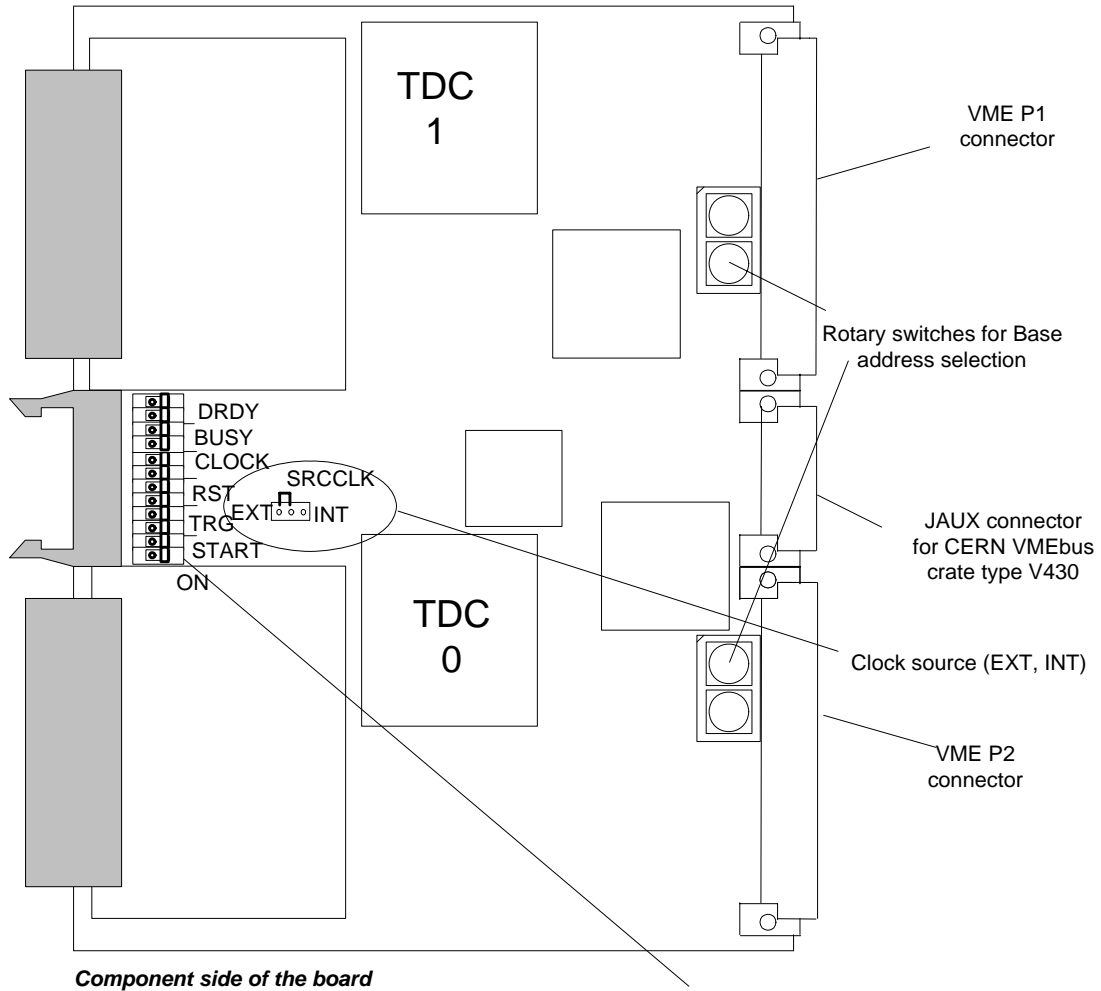 TDC
1
VME P1
connector
Rotary switches for Base
address selection
DRDY
BUSY
CLOCK
RST
TRG
START
ON
SRCCLK
EXT
INT
JAUX connector
for CERN VMEbus
crate type V430
TDC
0
Clock source (EXT, INT)
VME P2
connector
Component side of the board